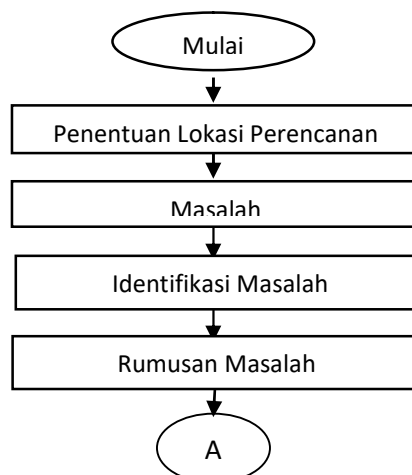 Mulai
Penentuan Lokasi Perencanan
Masalah
Identifikasi Masalah
Rumusan Masalah
A